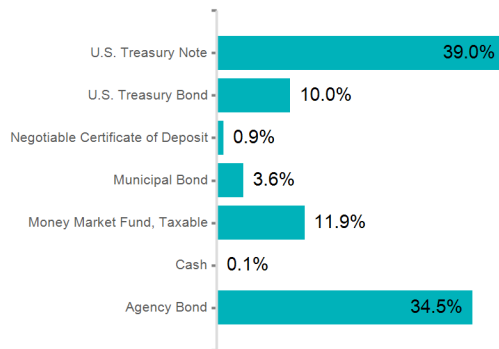 U.S. Treasury Note 39.0%
U.S. Treasury Bond 10.0%
Negotiable Certificate of Deposit 0.9%
Municipal Bond 3.6%
Money Market Fund, Taxable 11.9%
Cash 0.1%
Agency Bond 34.5%